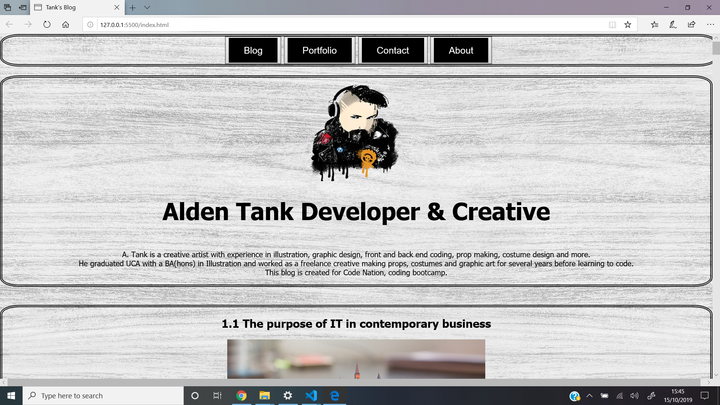 Tank's Blog
127.0.0.1:5500/index.html
Blog Portfolio Contact About
Alden Tank Developer & Creative
A. Tank is a creative artist with experience in illustration, graphic design, front and back end coding, prop making, costume design and more.
He graduated UCA with a BA(hons) in Illustration and worked as a freelance creative making props, costumes and graphic art for several years before learning to code.
This blog is created for Code Nation, coding bootcamp.
1.1 The purpose of IT in contemporary business
Type here to search
15:45
15/10/2019